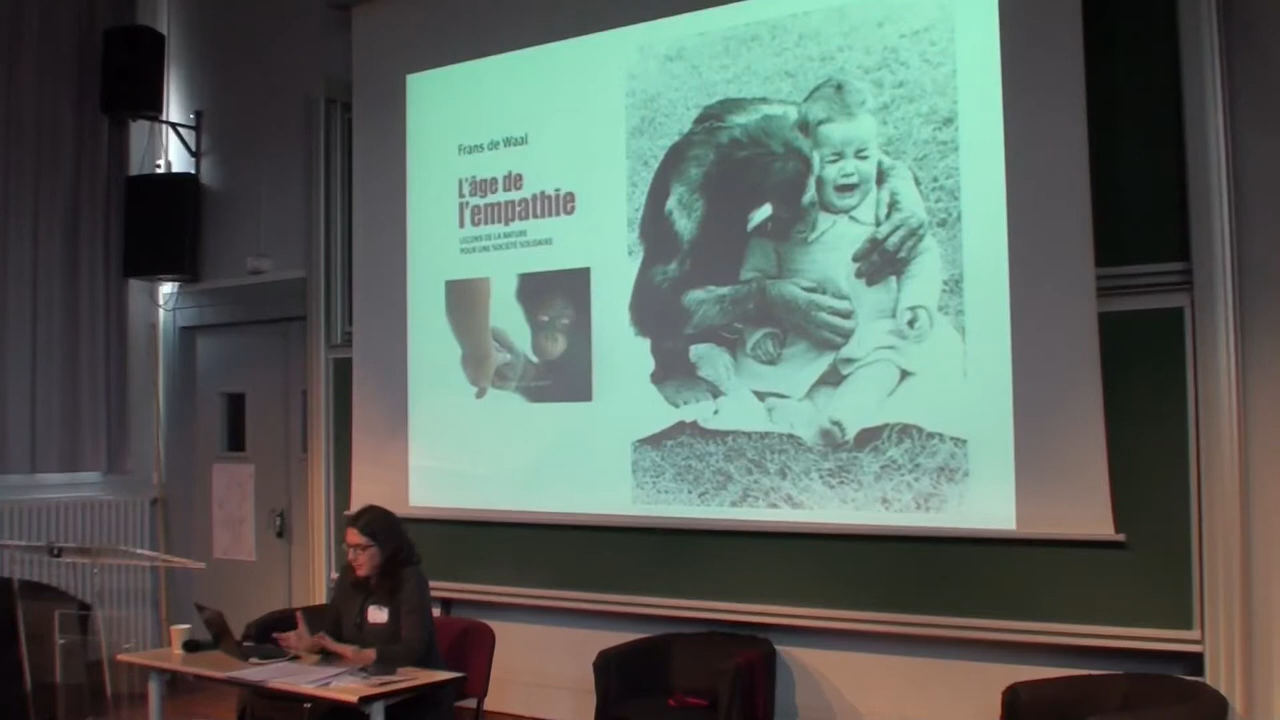 Frans de Waal
L'âge de
l'empathie
LEÇONS DE LA NATURE
POUR UNE SOCIÉTÉ SOLIDAIRE